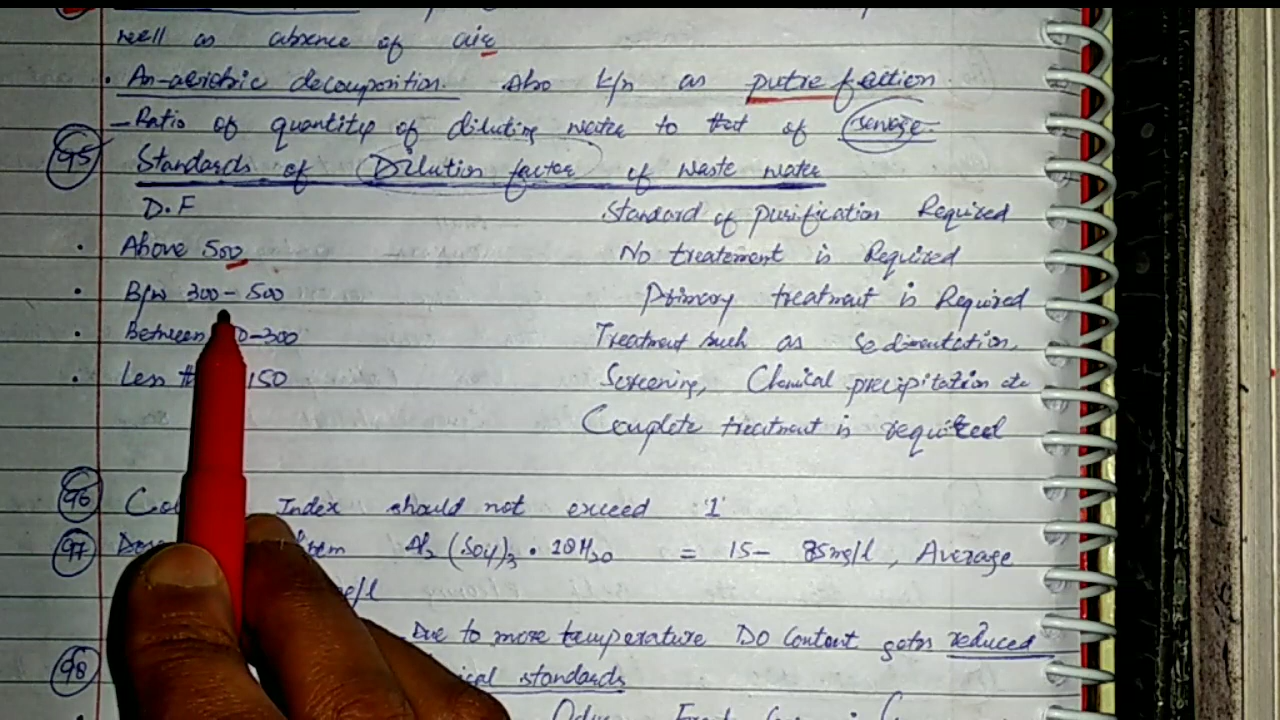 well as absence of air
• An-aerobic decomposition. Also k/n as putrefaction.
– Ratio of quantity of diluting water to that of sewage.
95 Standards of Dilution factor of waste water
D.F Standard of purification Required
• Above 500 No treatement is Required
• B/w 300 – 500 Primary treatment is Required
• Between 0–300 Treatment such as Sedimentation,
• Less 150 Screening, Chemical precipitation etc
Complete treatment is required
96 Index should not exceed '1'
97 Al2(SO4)3 . 18H2O = 15 – 85mg/l, Average
mg/l
Due to more temperature DO Content gets reduced
98 standards